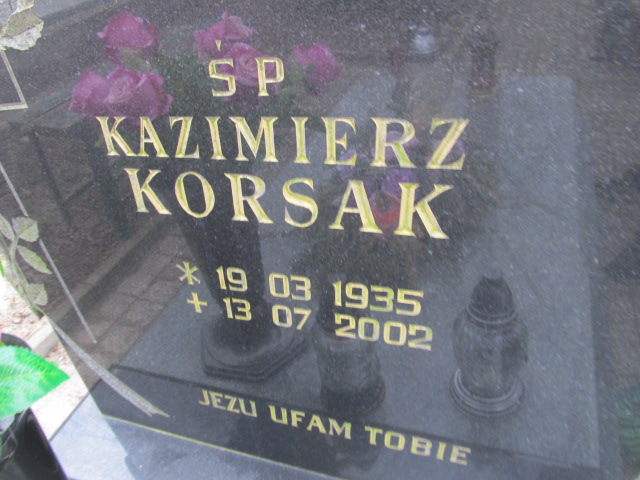 ŚP
KAZIMIERZ
KORSAK
* 19 03 1935
+ 13 07 2002
JEZU UFAM TOBIE